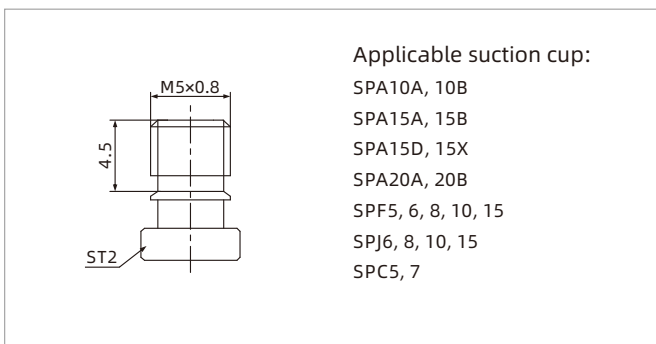 M5×0.8
4.5
ST2
Applicable suction cup:
SPA10A, 10B
SPA15A, 15B
SPA15D, 15X
SPA20A, 20B
SPF5, 6, 8, 10, 15
SPJ6, 8, 10, 15
SPC5, 7